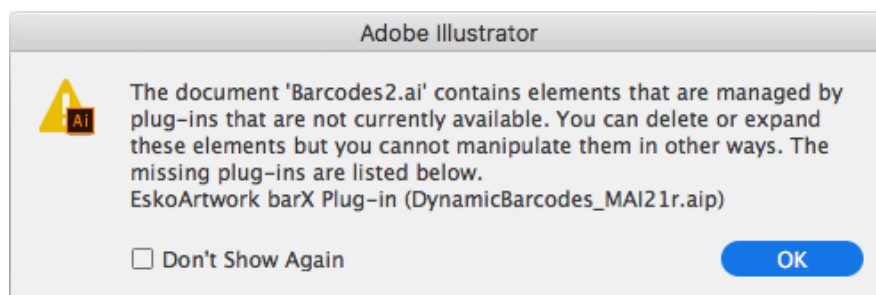 Adobe Illustrator
The document 'Barcodes2.ai' contains elements that are managed by
plug-ins that are not currently available. You can delete or expand
these elements but you cannot manipulate them in other ways. The
missing plug-ins are listed below.
EskoArtwork barX Plug-in (DynamicBarcodes_MAI21r.aip)
Ai
Don't Show Again
OK